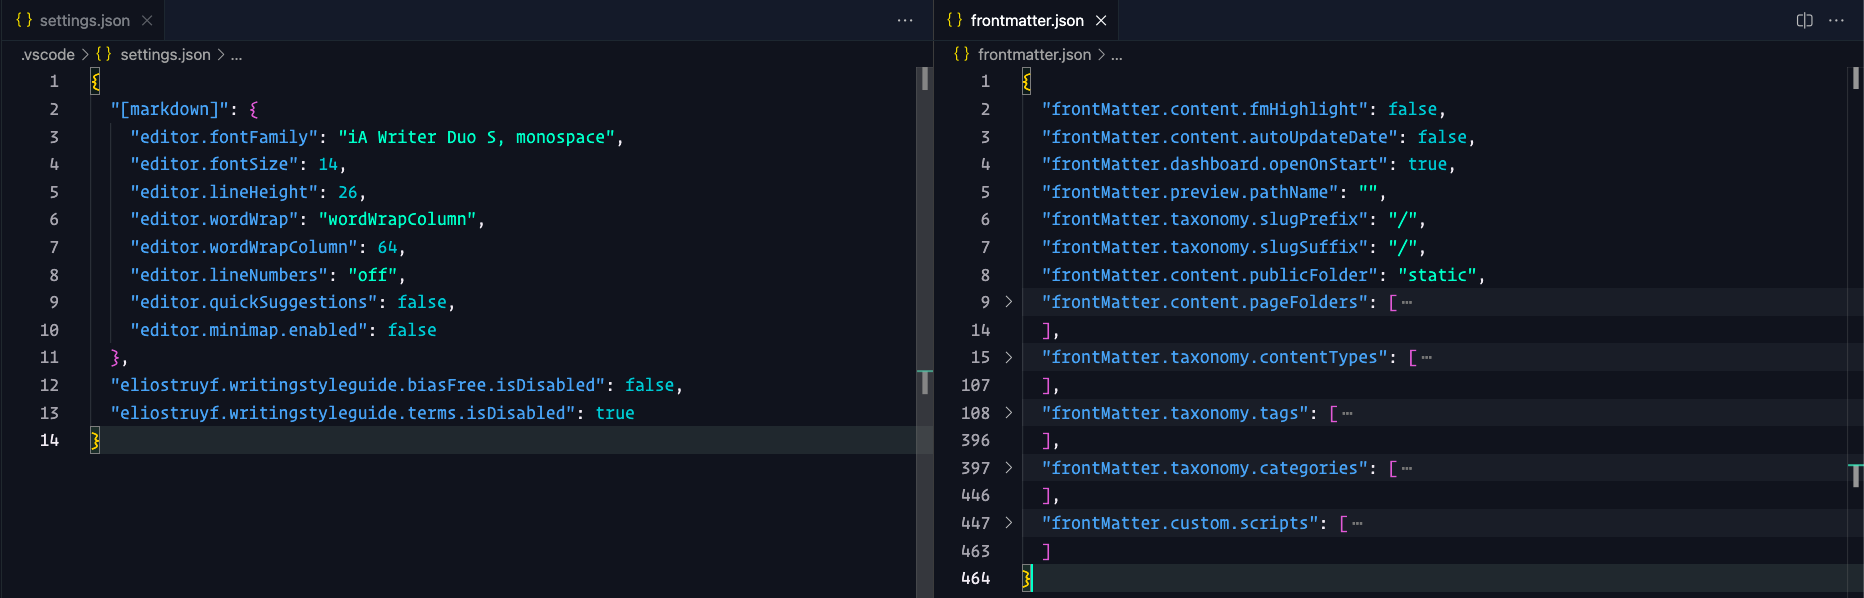 settings.json
.vscode > settings.json > ...
1 {
2 "[markdown]": {
3 "editor.fontFamily": "iA Writer Duo S, monospace",
4 "editor.fontSize": 14,
5 "editor.lineHeight": 26,
6 "editor.wordWrap": "wordWrapColumn",
7 "editor.wordWrapColumn": 64,
8 "editor.lineNumbers": "off",
9 "editor.quickSuggestions": false,
10 "editor.minimap.enabled": false
11 },
12 "eliostruyf.writingstyleguide.biasFree.isDisabled": false,
13 "eliostruyf.writingstyleguide.terms.isDisabled": true
14 }
frontmatter.json
frontmatter.json > ...
1 {
2 "frontMatter.content.fmHighlight": false,
3 "frontMatter.content.autoUpdateDate": false,
4 "frontMatter.dashboard.openOnStart": true,
5 "frontMatter.preview.pathName": "",
6 "frontMatter.taxonomy.slugPrefix": "/",
7 "frontMatter.taxonomy.slugSuffix": "/",
8 "frontMatter.content.publicFolder": "static",
9 > "frontMatter.content.pageFolders": [ ⋯
14 ],
15 > "frontMatter.taxonomy.contentTypes": [ ⋯
107 ],
108 > "frontMatter.taxonomy.tags": [ ⋯
396 ],
397 > "frontMatter.taxonomy.categories": [ ⋯
446 ],
447 > "frontMatter.custom.scripts": [ ⋯
463 ]
464 }